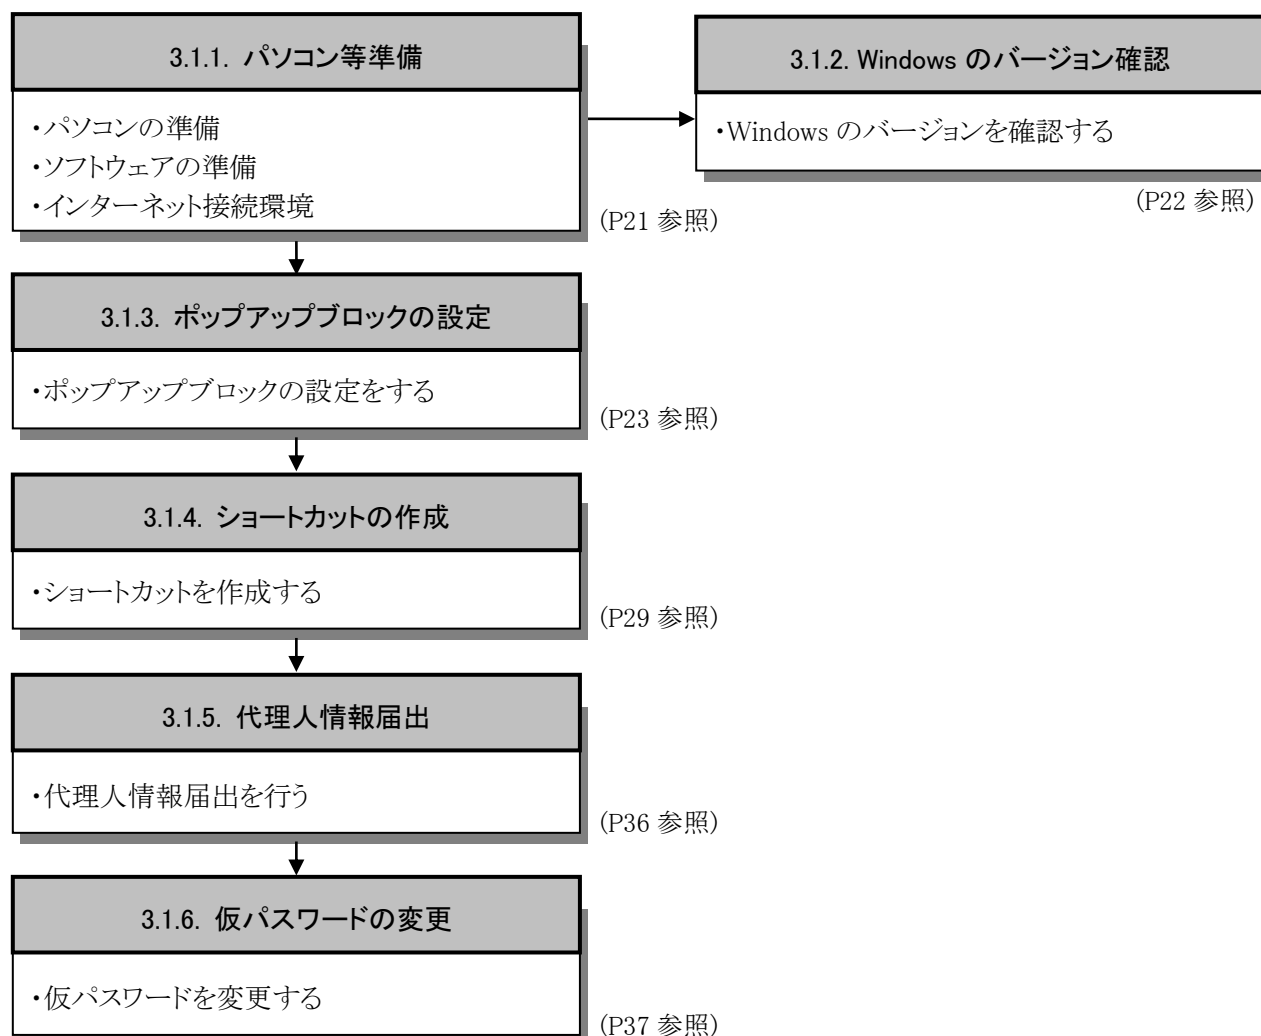 3.1.1. パソコン等準備
・パソコンの準備
・ソフトウェアの準備
・インターネット接続環境
(P21 参照)
3.1.2. Windows のバージョン確認
・Windows のバージョンを確認する
(P22 参照)
3.1.3. ポップアップブロックの設定
・ポップアップブロックの設定をする
(P23 参照)
3.1.4. ショートカットの作成
・ショートカットを作成する
(P29 参照)
3.1.5. 代理人情報届出
・代理人情報届出を行う
(P36 参照)
3.1.6. 仮パスワードの変更
・仮パスワードを変更する
(P37 参照)